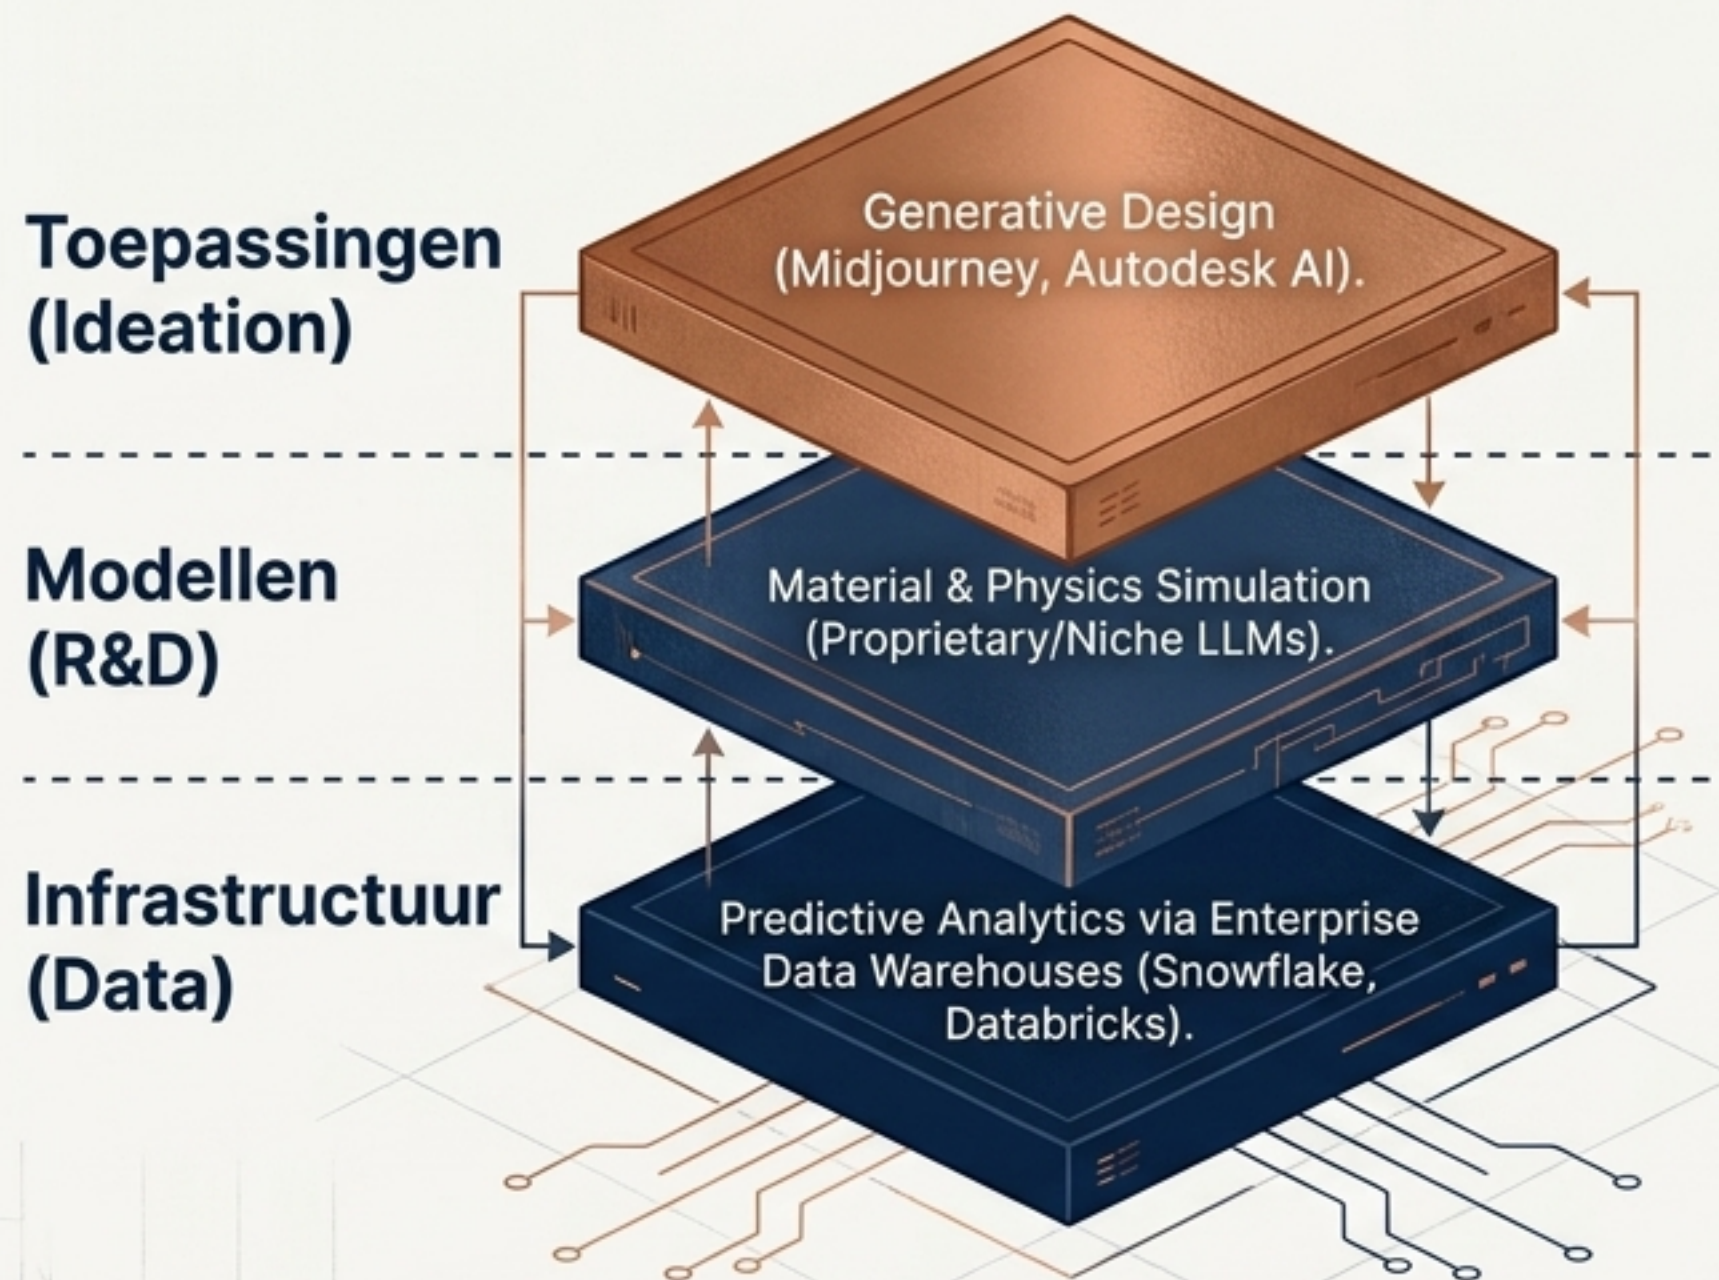 Toepassingen
(Ideation)
Generative Design
(Midjourney, Autodesk AI).
Modellen
(R&D)
Material & Physics Simulation
(Proprietary/Niche LLMs).
Infrastructuur
(Data)
Predictive Analytics via Enterprise
Data Warehouses (Snowflake,
Databricks).